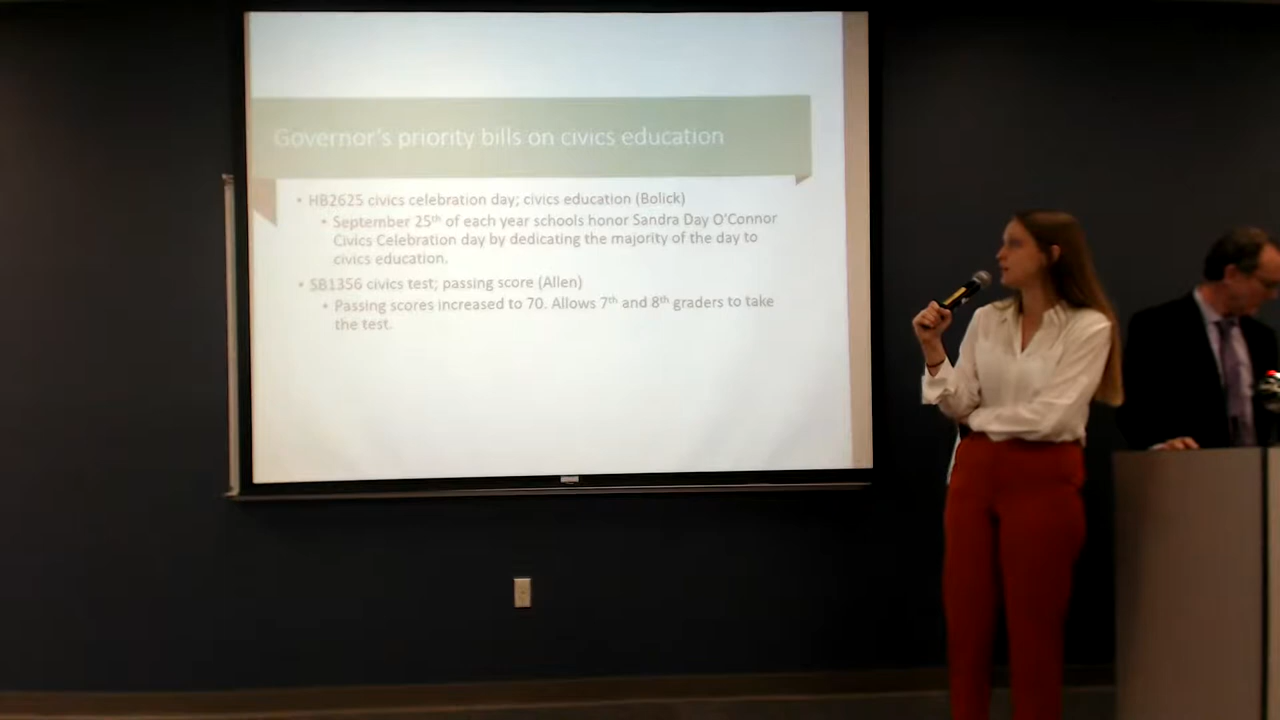 Governor's priority bills on civics education
• HB2625 civics celebration day; civics education (Bolick)
• September 25th of each year schools honor Sandra Day O'Connor
Civics Celebration day by dedicating the majority of the day to
civics education.
• SB1356 civics test; passing score (Allen)
• Passing scores increased to 70. Allows 7th and 8th graders to take
the test.